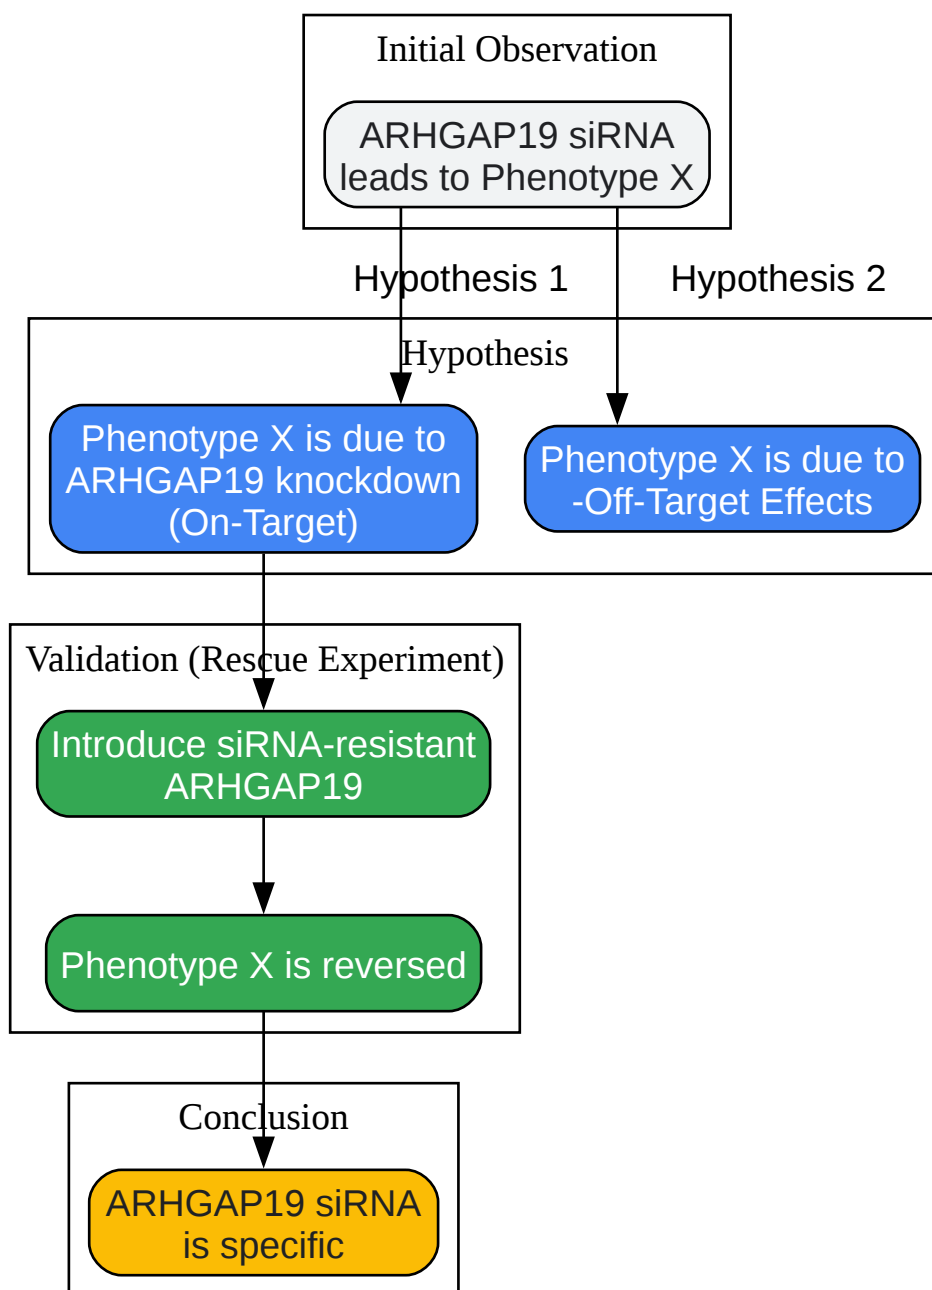 Initial Observation
ARHGAP19 siRNA
leads to Phenotype X
Hypothesis 1
Hypothesis 2
Hypothesis
Phenotype X is due to
ARHGAP19 knockdown
(On-Target)
Phenotype X is due to
-Off-Target Effects
Validation (Rescue Experiment)
Introduce siRNA-resistant
ARHGAP19
Phenotype X is reversed
Conclusion
ARHGAP19 siRNA
is specific